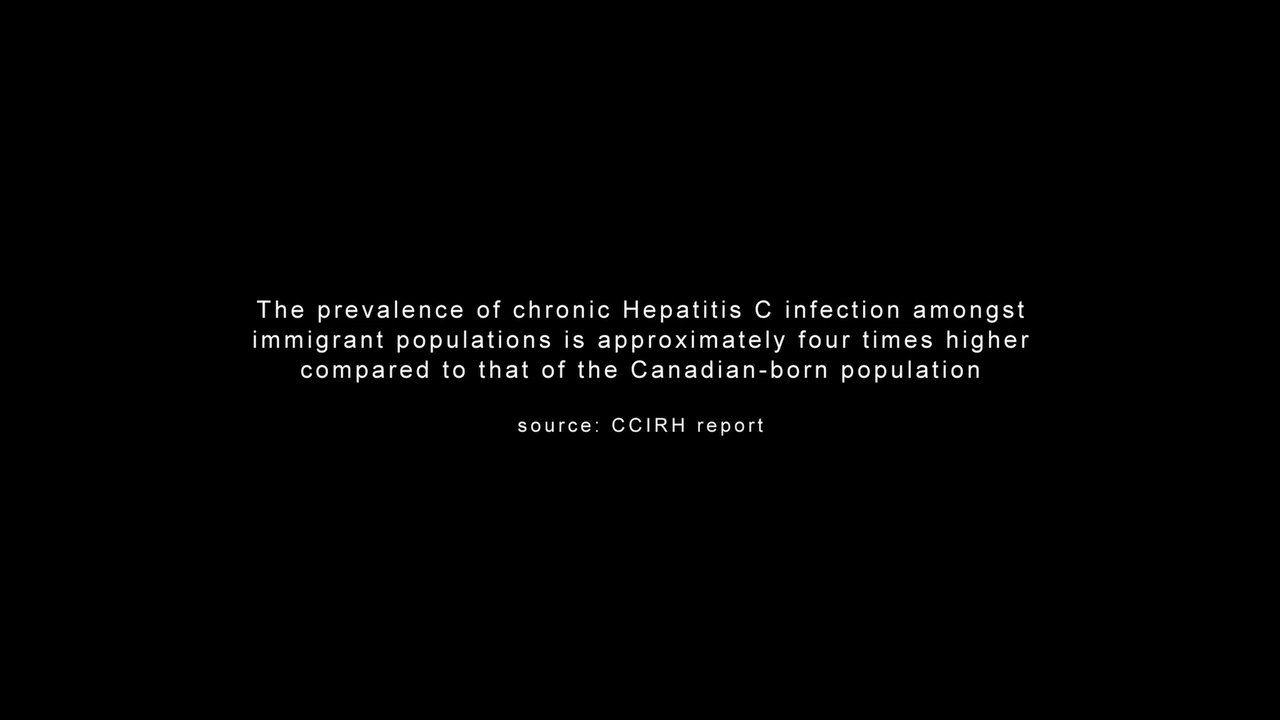 The prevalence of chronic Hepatitis C infection amongst
immigrant populations is approximately four times higher
compared to that of the Canadian-born population
source: CCIRH report